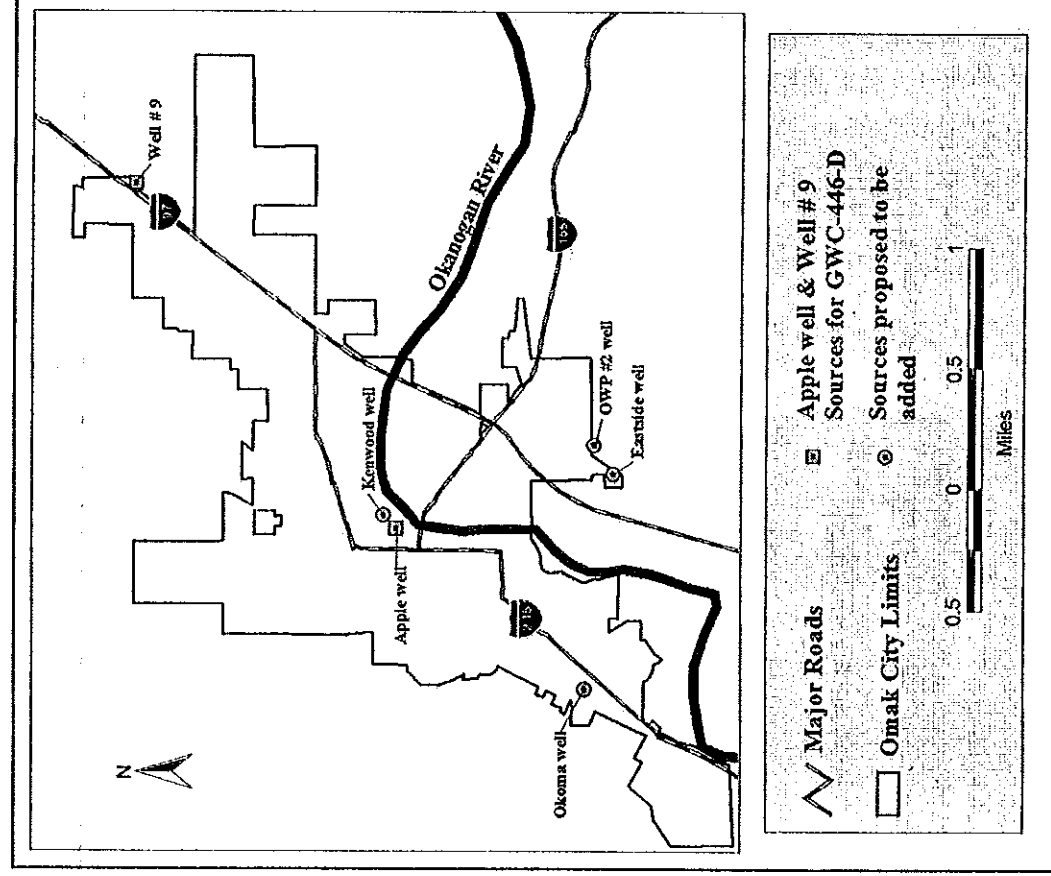 N
Well # 9
97
Okanogan River
155
Kenwood well
Apple well
OWP #2 well
Eastside well
215
Okoma well
Major Roads
Omak City Limits
Apple well & Well # 9
Sources for GWC-446-D
Sources proposed to be
added
0.5
0
0.5
1
Miles